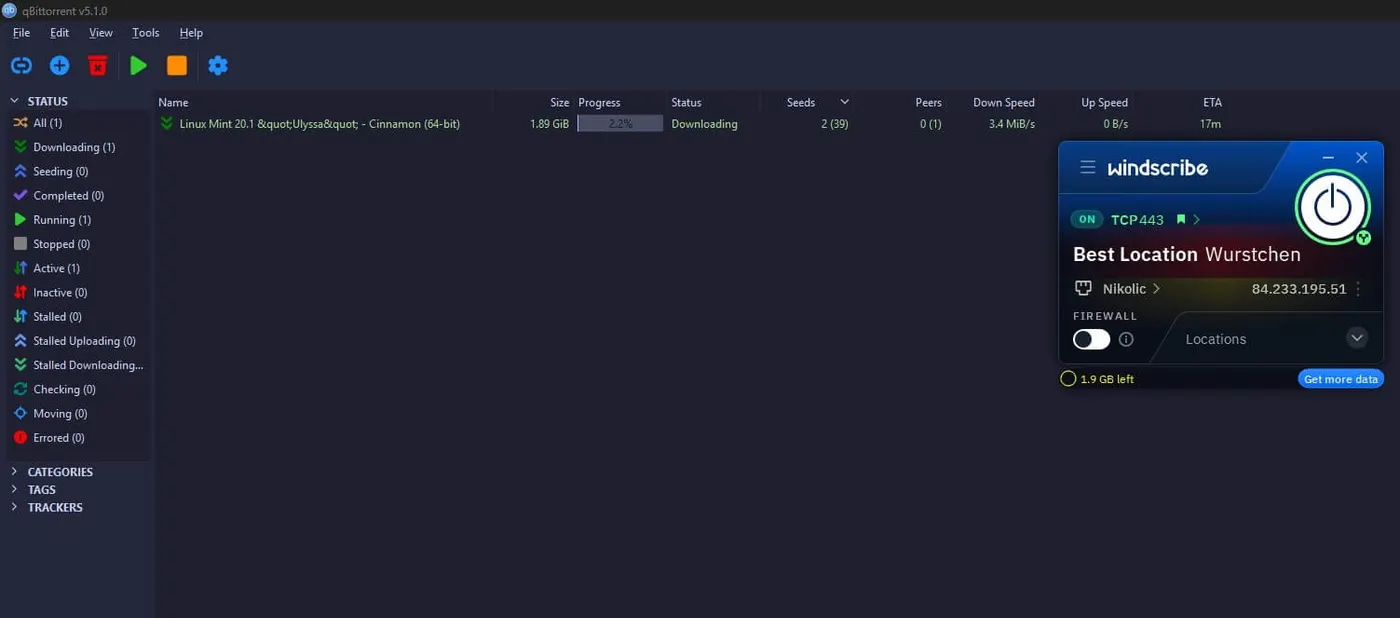 qb qBittorrent v5.1.0
File Edit View Tools Help
STATUS
All (1)
Downloading (1)
Seeding (0)
Completed (0)
Running (1)
Stopped (0)
Active (1)
Inactive (0)
Stalled (0)
Stalled Uploading (0)
Stalled Downloading...
Checking (0)
Moving (0)
Errored (0)
CATEGORIES
TAGS
TRACKERS
Name Size Progress Status Seeds Peers Down Speed Up Speed ETA
Linux Mint 20.1 &quot;Ulyssa&quot; - Cinnamon (64-bit) 1.89 GiB 2.2% Downloading 2 (39) 0 (1) 3.4 MiB/s 0 B/s 17m
windscribe
ON TCP 443
Best Location Wurstchen
Nikolic 84.233.195.51
FIREWALL
Locations
1.9 GB left Get more data